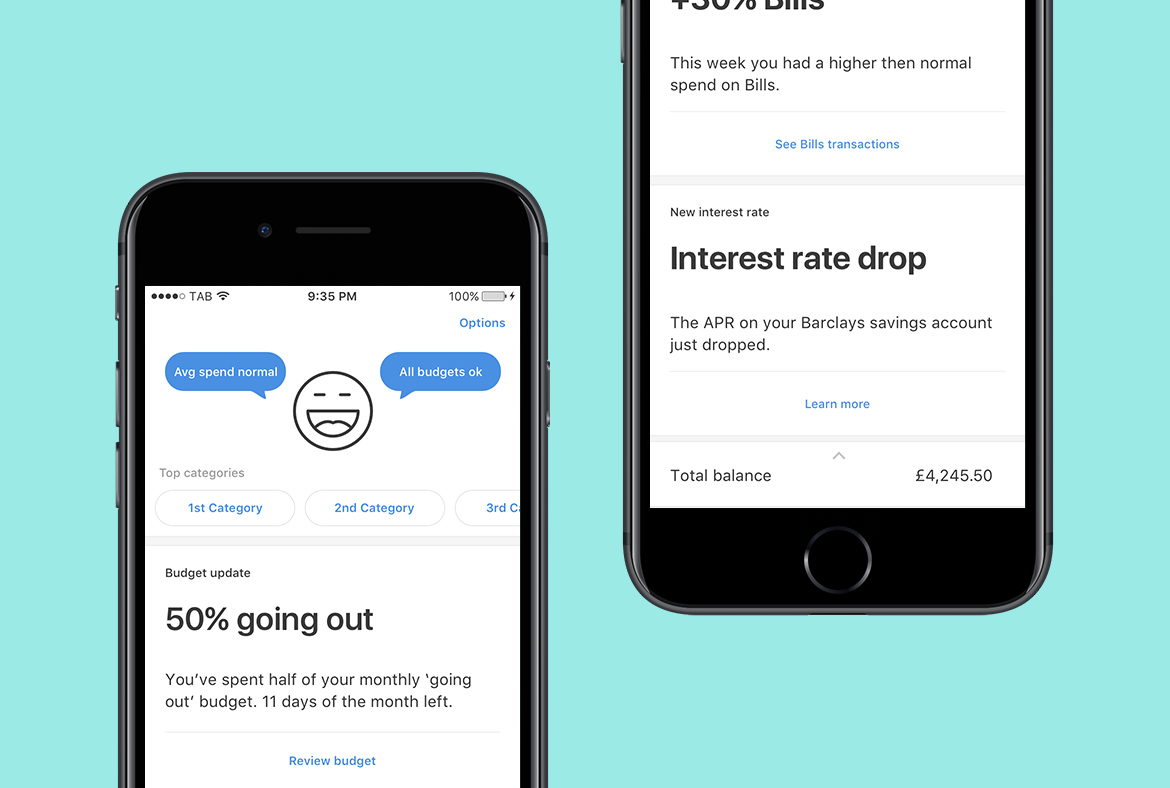 TAB
9:35 PM
100%
Options
Avg spend normal
All budgets ok
Top categories
1st Category
2nd Category
3rd C
Budget update
50% going out
You’ve spent half of your monthly ‘going
out’ budget. 11 days of the month left.
Review budget
+30% Bills
This week you had a higher then normal
spend on Bills.
See Bills transactions
New interest rate
Interest rate drop
The APR on your Barclays savings account
just dropped.
Learn more
Total balance
£4,245.50